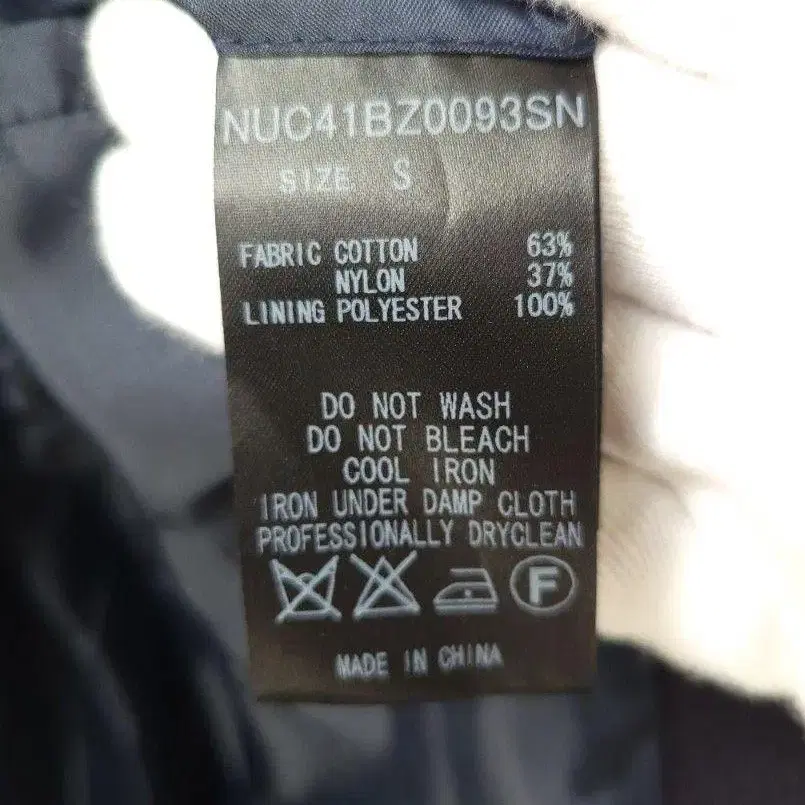 NUC41BZ0093SN
SIZE S
FABRIC COTTON 63%
NYLON 37%
LINING POLYESTER 100%
DO NOT WASH
DO NOT BLEACH
COOL IRON
IRON UNDER DAMP CLOTH
PROFESSIONALLY DRYCLEAN
F
MADE IN CHINA